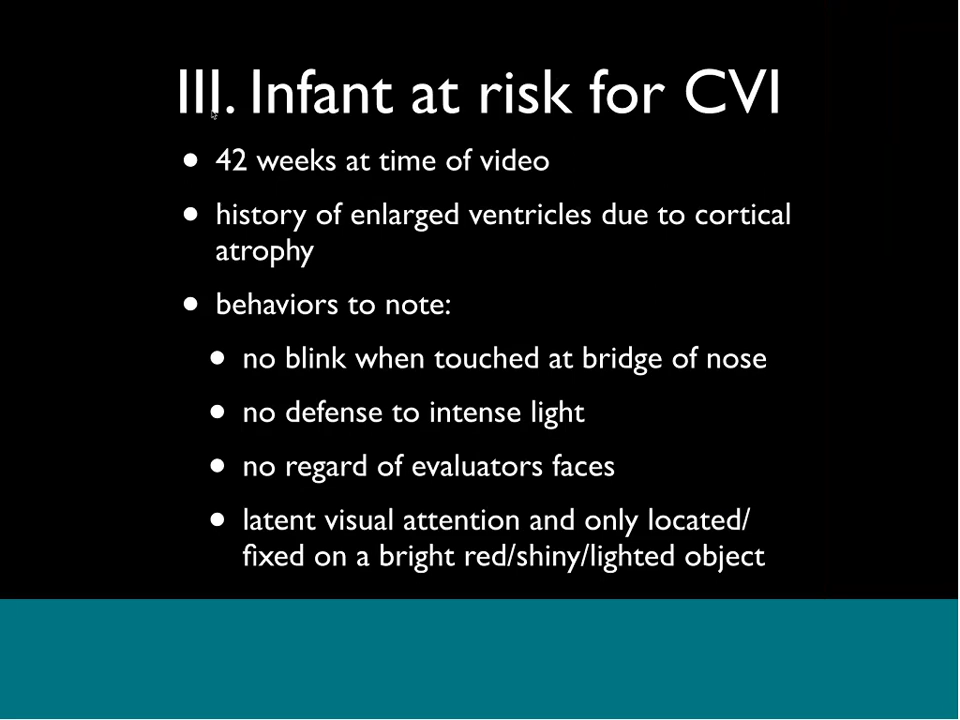 III. Infant at risk for CVI
• 42 weeks at time of video
• history of enlarged ventricles due to cortical
atrophy
• behaviors to note:
• no blink when touched at bridge of nose
• no defense to intense light
• no regard of evaluators faces
• latent visual attention and only located/
fixed on a bright red/shiny/lighted object